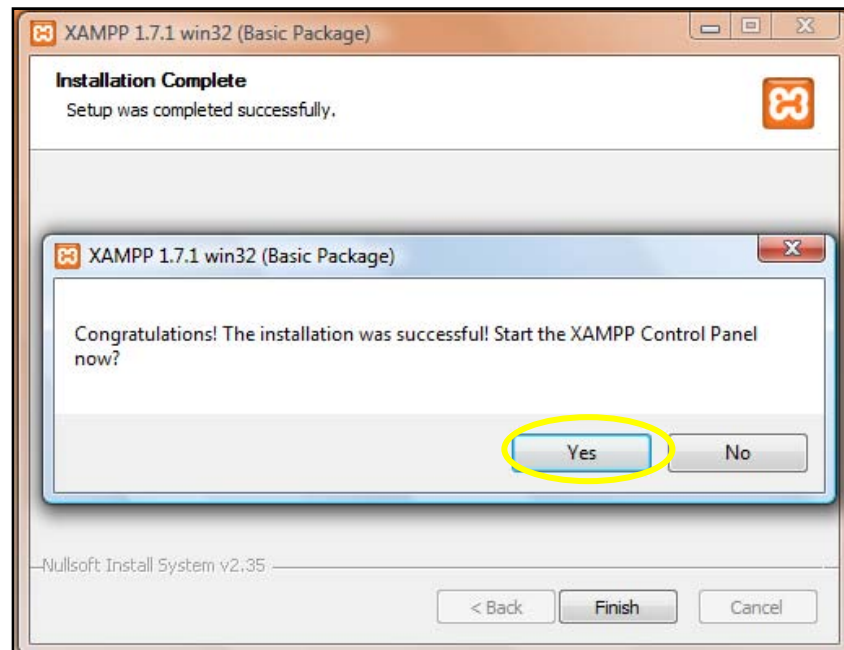 XAMPP 1.7.1 win32 (Basic Package)
Installation Complete
Setup was completed successfully.
XAMPP 1.7.1 win32 (Basic Package)
Congratulations! The installation was successful! Start the XAMPP Control Panel
now?
Yes No
Nullsoft Install System v2.35
< Back Finish Cancel